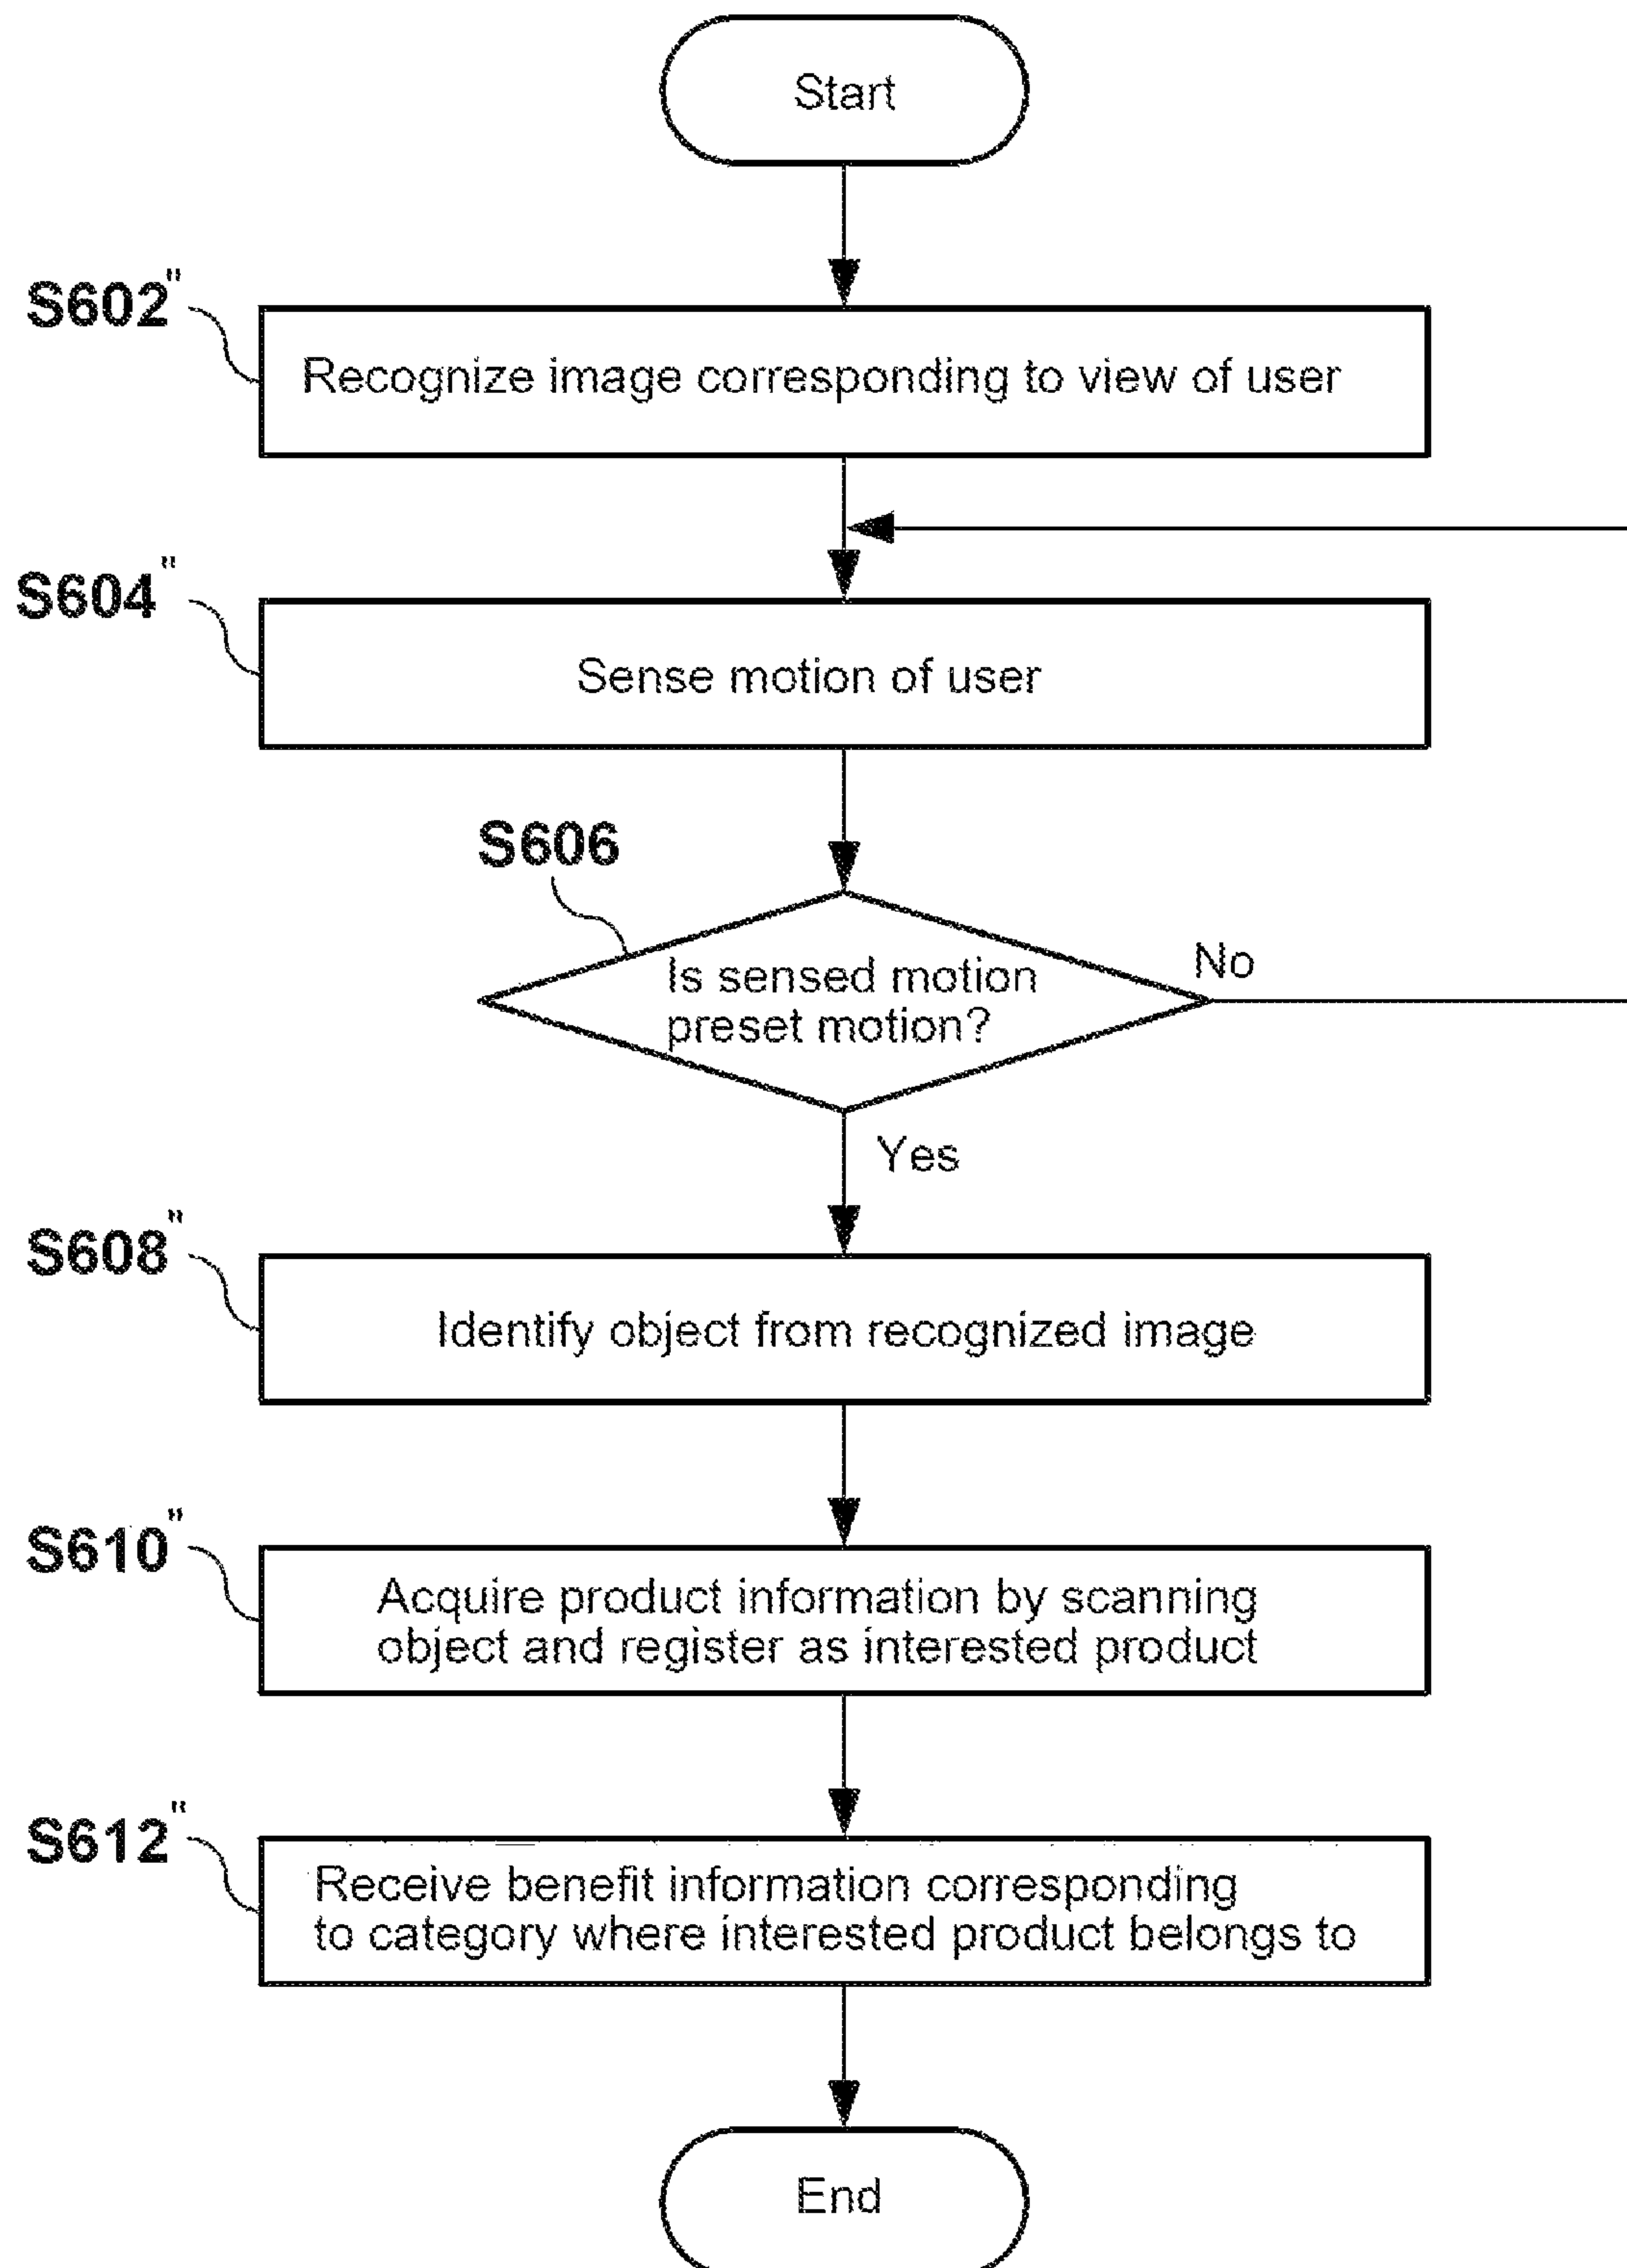 Start
S602"
Recognize image corresponding to view of user
S604"
Sense motion of user
S606
Is sensed motion
preset motion?
No
Yes
S608"
Identify object from recognized image
S610"
Acquire product information by scanning
object and register as interested product
S612"
Receive benefit information corresponding
to category where interested product belongs to
End